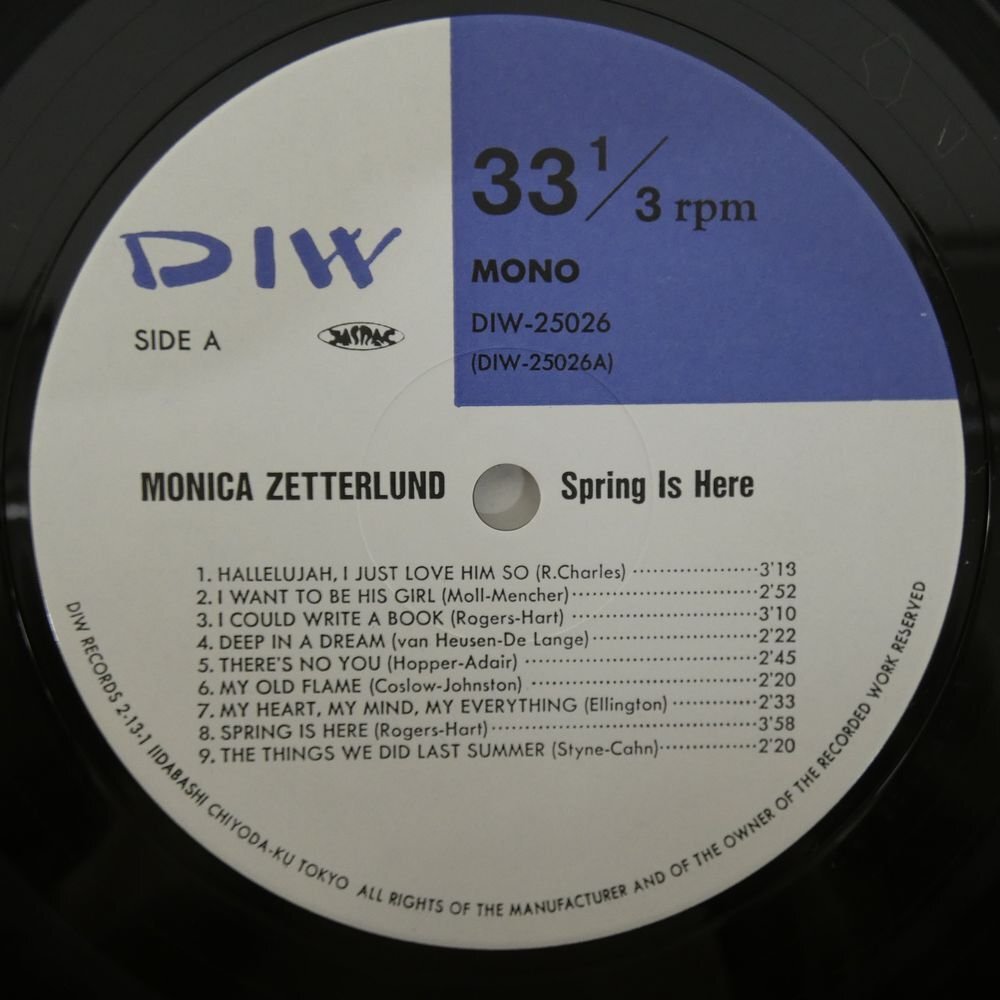 33 1/3 rpm
DIW
MONO
DIW-25026
SIDE A
JASRAC
(DIW-25026A)
MONICA ZETTERLUND
Spring Is Here
1. HALLELUJAH, I JUST LOVE HIM SO (R.Charles) ·················· 3'13
2. I WANT TO BE HIS GIRL (Moll-Mencher) ·························· 2'52
3. I COULD WRITE A BOOK (Rogers-Hart) ·························· 3'10
4. DEEP IN A DREAM (van Heusen-De Lange) ······················ 2'22
5. THERE'S NO YOU (Hopper-Adair) ································ 2'45
6. MY OLD FLAME (Coslow-Johnston) ······························· 2'20
7. MY HEART, MY MIND, MY EVERYTHING (Ellington) ············ 2'33
8. SPRING IS HERE (Rogers-Hart) ··································· 3'58
9. THE THINGS WE DID LAST SUMMER (Styne-Cahn) ············· 2'20
DIW RECORDS 2-13-1 IIDABASHI CHIYODA-KU TOKYO ALL RIGHTS OF THE MANUFACTURER AND OF THE OWNER OF THE RECORDED WORK RESERVED